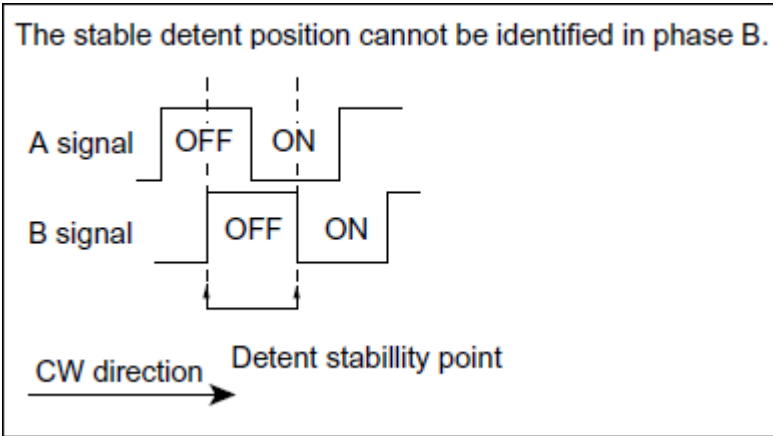 The stable detent position cannot be identified in phase B.
A signal OFF ON
B signal OFF ON
Detent stabillity point
CW direction